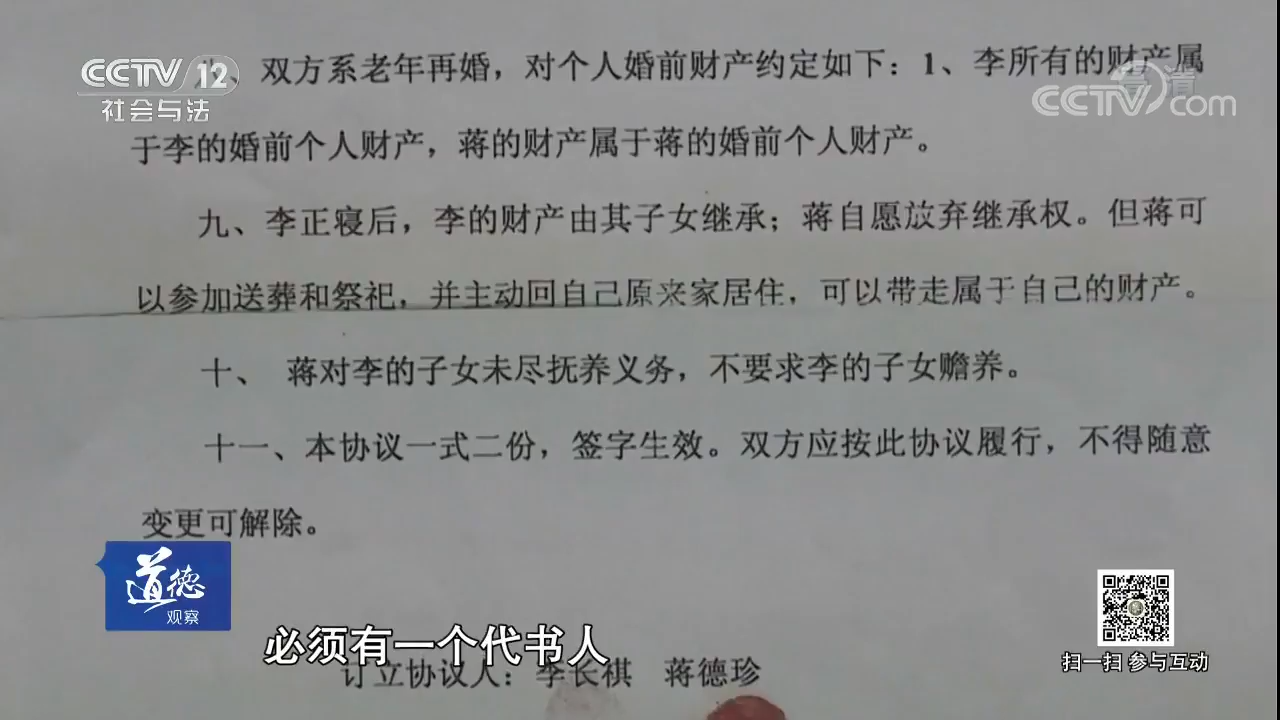 CCTV 12
社会与法
CCTV com
、双方系老年再婚，对个人婚前财产约定如下：1、李所有的财产属
于李的婚前个人财产，蒋的财产属于蒋的婚前个人财产。
九、李正寝后，李的财产由其子女继承；蒋自愿放弃继承权。但蒋可
以参加送葬和祭祀，并主动回自己原来家居住，可以带走属于自己的财产。
十、 蒋对李的子女未尽抚养义务，不要求李的子女赡养。
十一、本协议一式二份，签字生效。双方应按此协议履行，不得随意
变更可解除。
道德
观察
必须有一个代书人
订立协议人：李长祺 蒋德珍
扫一扫 参与互动